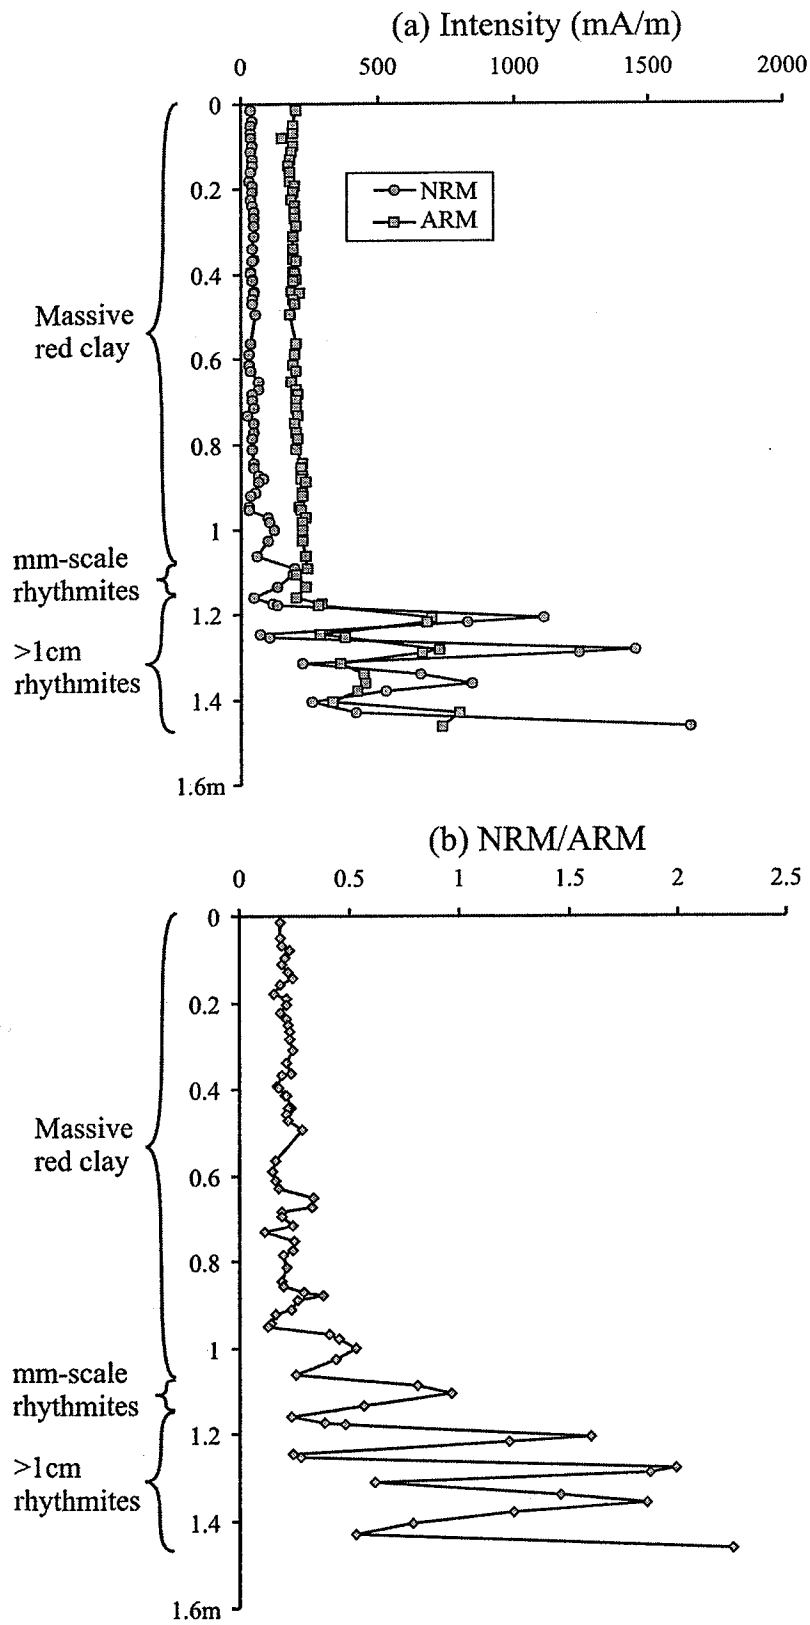 (a) Intensity (mA/m)
0 500 1000 1500 2000
0
0.2
0.4
0.6
0.8
1
1.2
1.4
1.6m
NRM
ARM
Massive
red clay
mm-scale
rhythmites
>1cm
rhythmites
(b) NRM/ARM
0 0.5 1 1.5 2 2.5
0
0.2
0.4
0.6
0.8
1
1.2
1.4
1.6m
Massive
red clay
mm-scale
rhythmites
>1cm
rhythmites